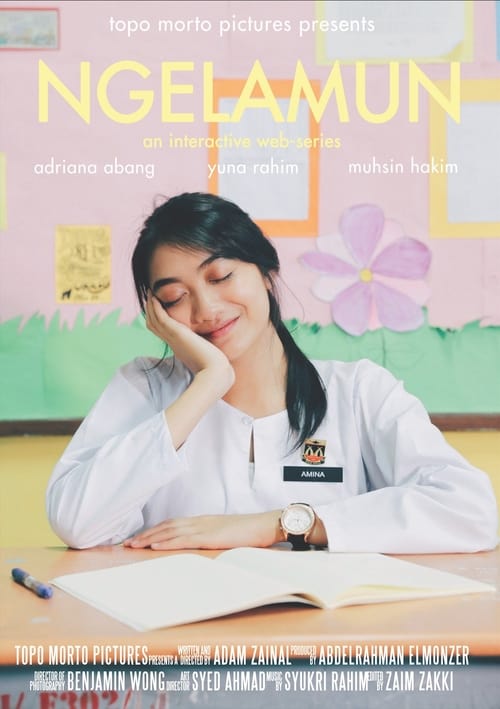 topo morto pictures presents
NGELAMUN
an interactive web-series
adriana abang yuna rahim muhsin hakim
AMINA
TOPO MORTO PICTURES PRESENTS A WRITTEN AND DIRECTED BY ADAM ZAINAL PRODUCED BY ABDELRAHMAN ELMONZER
DIRECTOR OF PHOTOGRAPHY BENJAMIN WONG ART DIRECTOR SYED AHMAD MUSIC BY SYUKRI RAHIM EDITED BY ZAIM ZAKKI